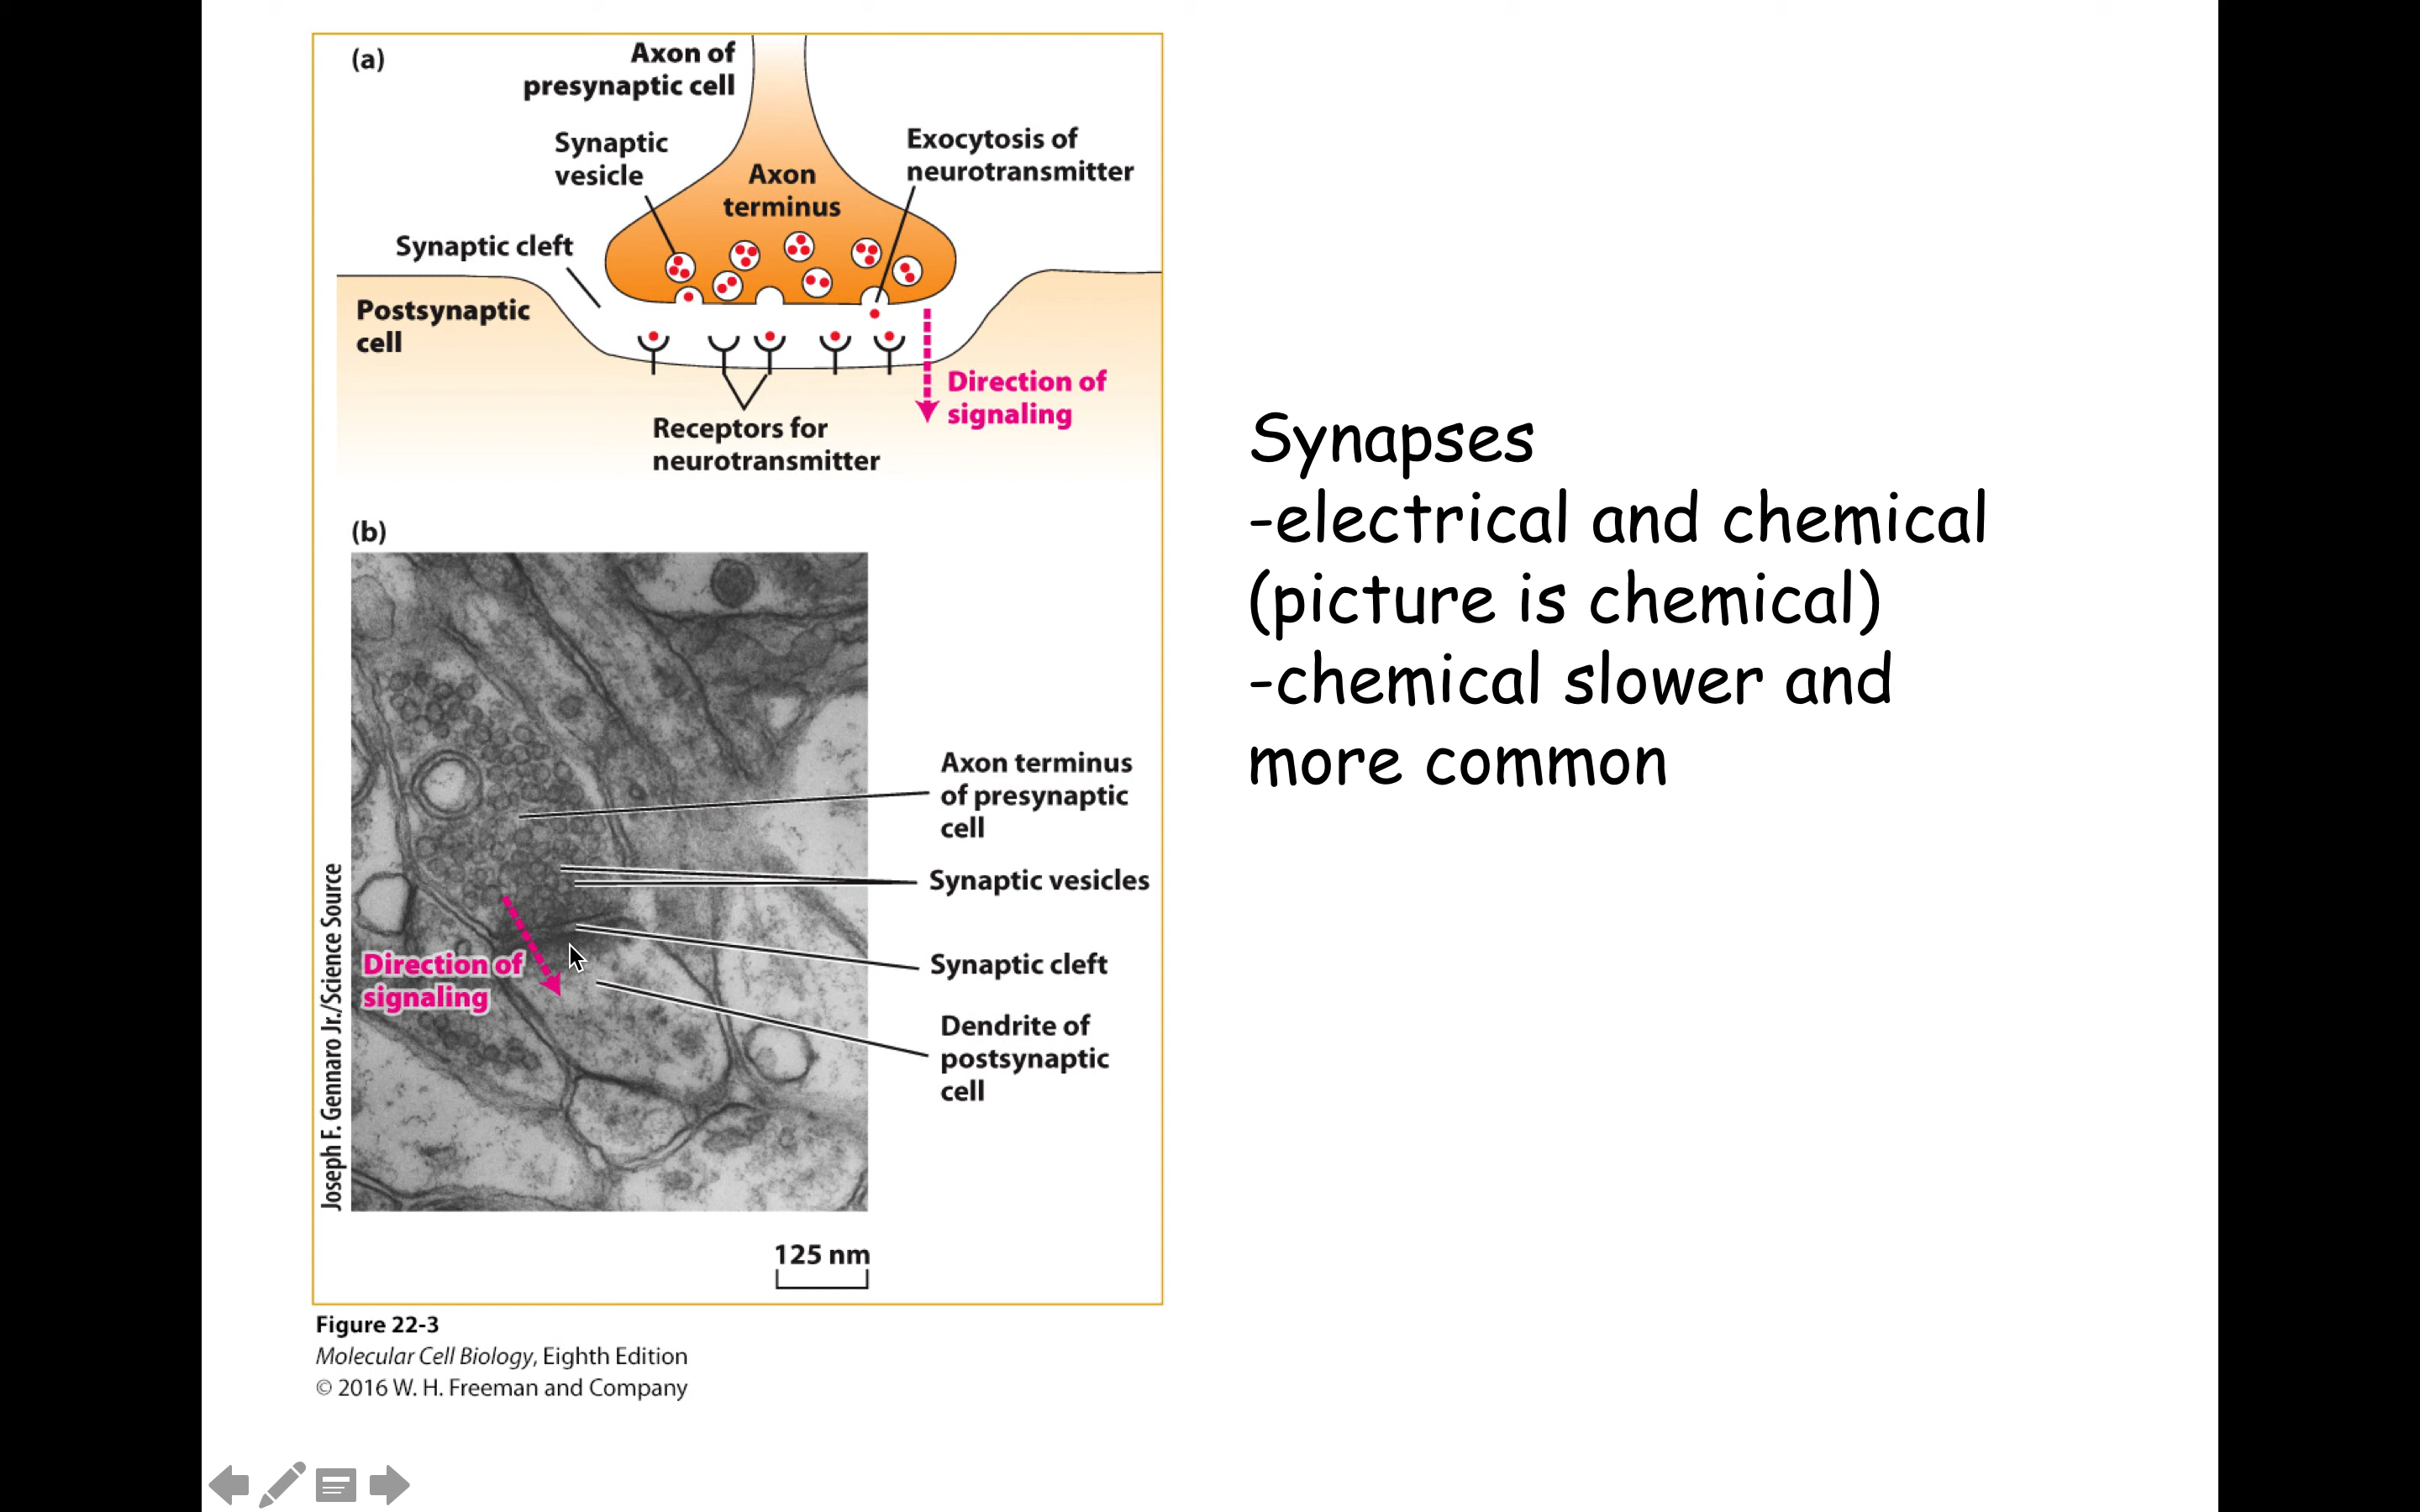 (a)
Axon of
presynaptic cell
Synaptic
vesicle
Exocytosis of
neurotransmitter
Axon
terminus
Synaptic cleft
Postsynaptic
cell
Direction of
signaling
Receptors for
neurotransmitter
(b)
Axon terminus
of presynaptic
cell
Synaptic vesicles
Synaptic cleft
Direction of
signaling
Dendrite of
postsynaptic
cell
Joseph F. Gennaro Jr./Science Source
125 nm
Figure 22-3
Molecular Cell Biology, Eighth Edition
© 2016 W. H. Freeman and Company
Synapses
-electrical and chemical
(picture is chemical)
-chemical slower and
more common